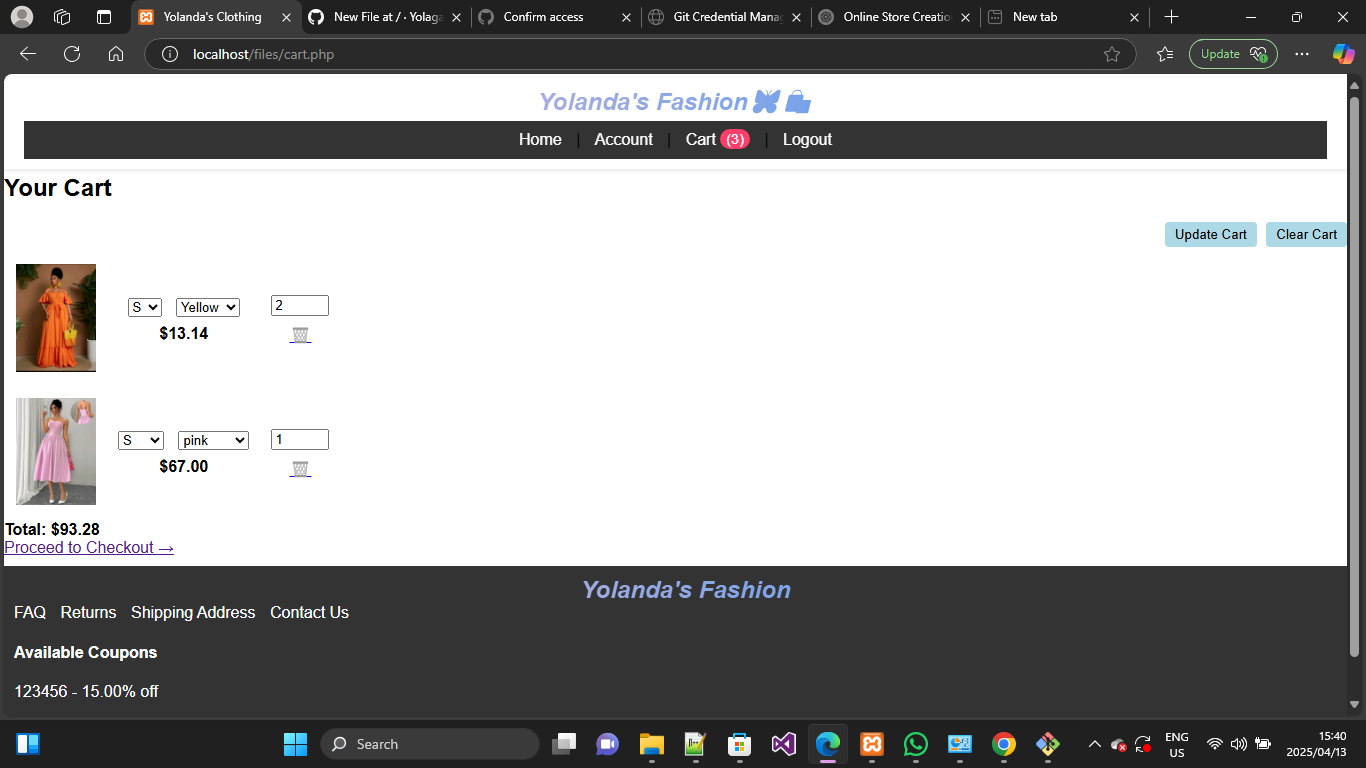 Yolanda's Clothing
New File at / · Yolaga
Confirm access
Git Credential Mana
Online Store Creatio
New tab
localhost/files/cart.php
Update
Yolanda's Fashion
Home | Account | Cart (3) | Logout
Your Cart
Update Cart Clear Cart
S Yellow 2
$13.14
S pink 1
$67.00
Total: $93.28
Proceed to Checkout →
Yolanda's Fashion
FAQ Returns Shipping Address Contact Us
Available Coupons
123456 - 15.00% off
Search
ENG
US
15:40
2025/04/13